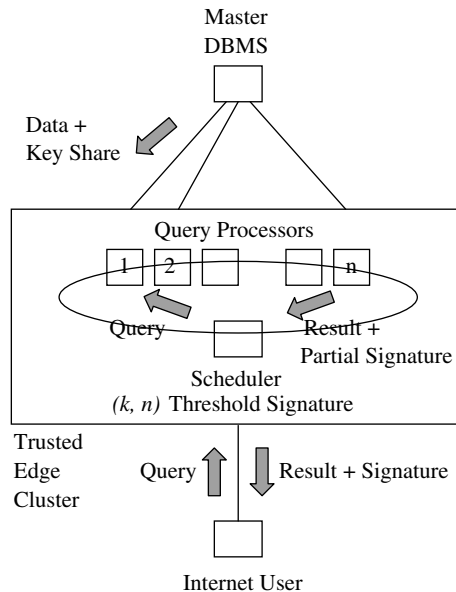 Master
DBMS
Data +
Key Share
Query Processors
1 2 n
Query
Result +
Partial Signature
Scheduler
(k, n) Threshold Signature
Trusted
Edge
Cluster
Query
Result + Signature
Internet User